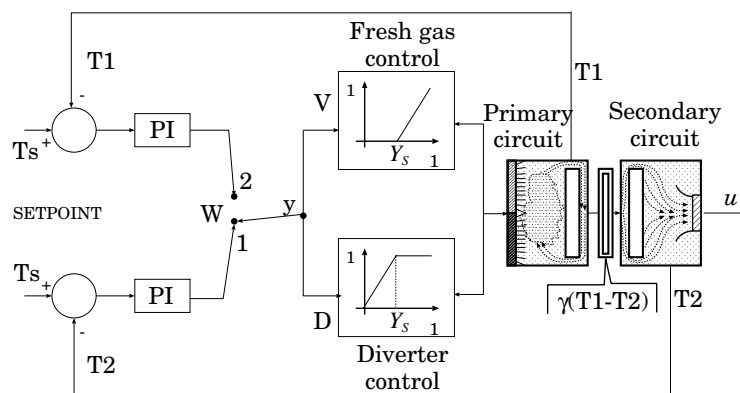 T1
-
Ts
+
PI
2
SETPOINT
W
y
1
Ts
+
PI
-
T2
Fresh gas
control
V
1
Y_S
1
D
1
Y_S
1
Diverter
control
T1
Primary
circuit
Secondary
circuit
u
γ(T1-T2)
T2